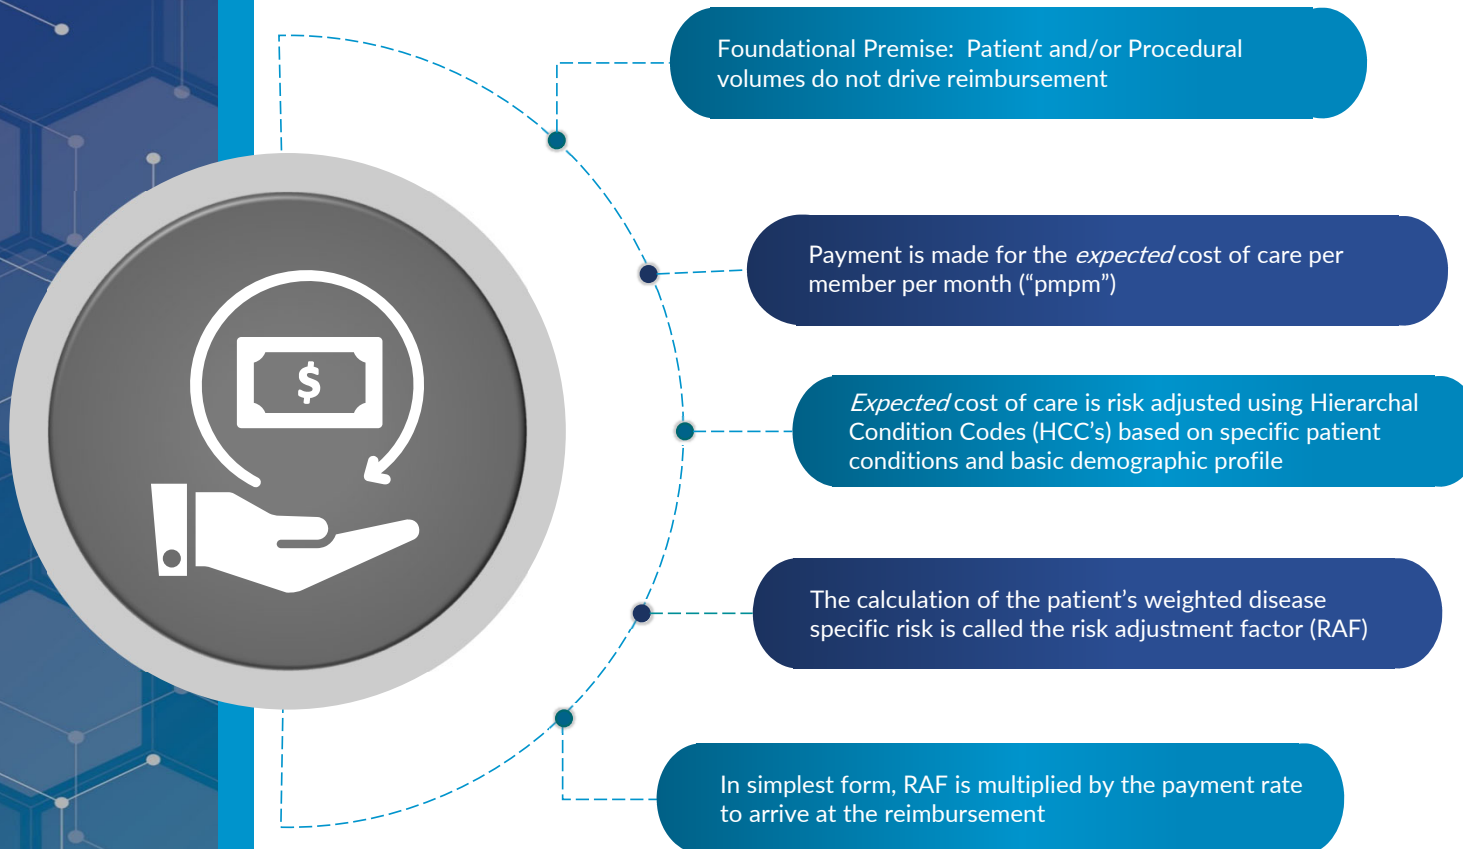 Foundational Premise:  Patient and/or Procedural
volumes do not drive reimbursement
Payment is made for the expected cost of care per
member per month (“pmpm”)
$
Expected cost of care is risk adjusted using Hierarchal
Condition Codes (HCC’s) based on specific patient
conditions and basic demographic profile
The calculation of the patient’s weighted disease
specific risk is called the risk adjustment factor (RAF)
In simplest form, RAF is multiplied by the payment rate
to arrive at the reimbursement